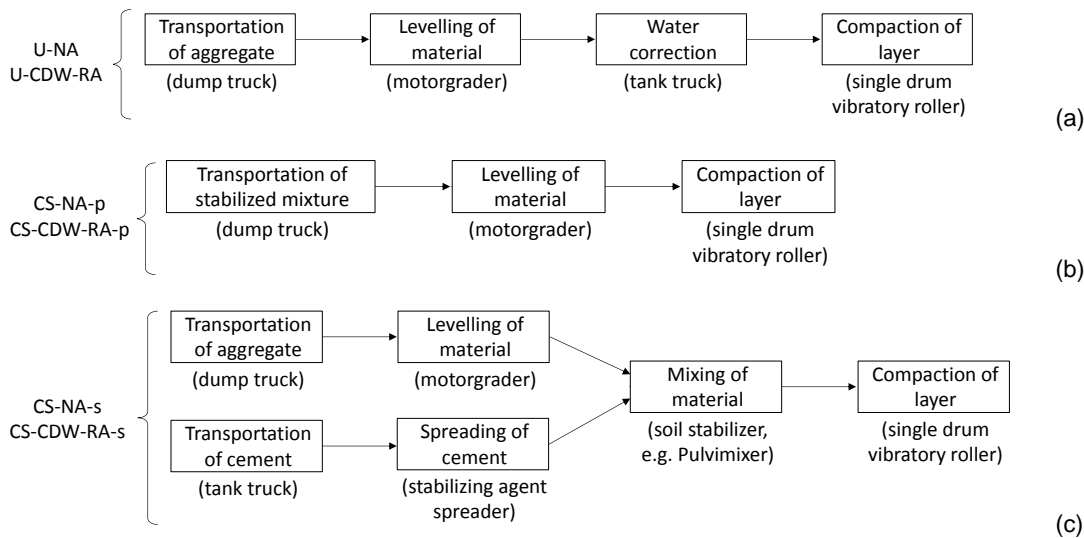 U-NA
U-CDW-RA
Transportation
of aggregate
(dump truck)
Levelling of
material
(motorgrader)
Water
correction
(tank truck)
Compaction of
layer
(single drum
vibratory roller)
(a)
CS-NA-p
CS-CDW-RA-p
Transportation of
stabilized mixture
(dump truck)
Levelling of
material
(motorgrader)
Compaction of
layer
(single drum
vibratory roller)
(b)
CS-NA-s
CS-CDW-RA-s
Transportation
of aggregate
(dump truck)
Levelling of
material
(motorgrader)
Transportation
of cement
(tank truck)
Spreading of
cement
(stabilizing agent
spreader)
Mixing of
material
(soil stabilizer,
e.g. Pulvimixer)
Compaction of
layer
(single drum
vibratory roller)
(c)